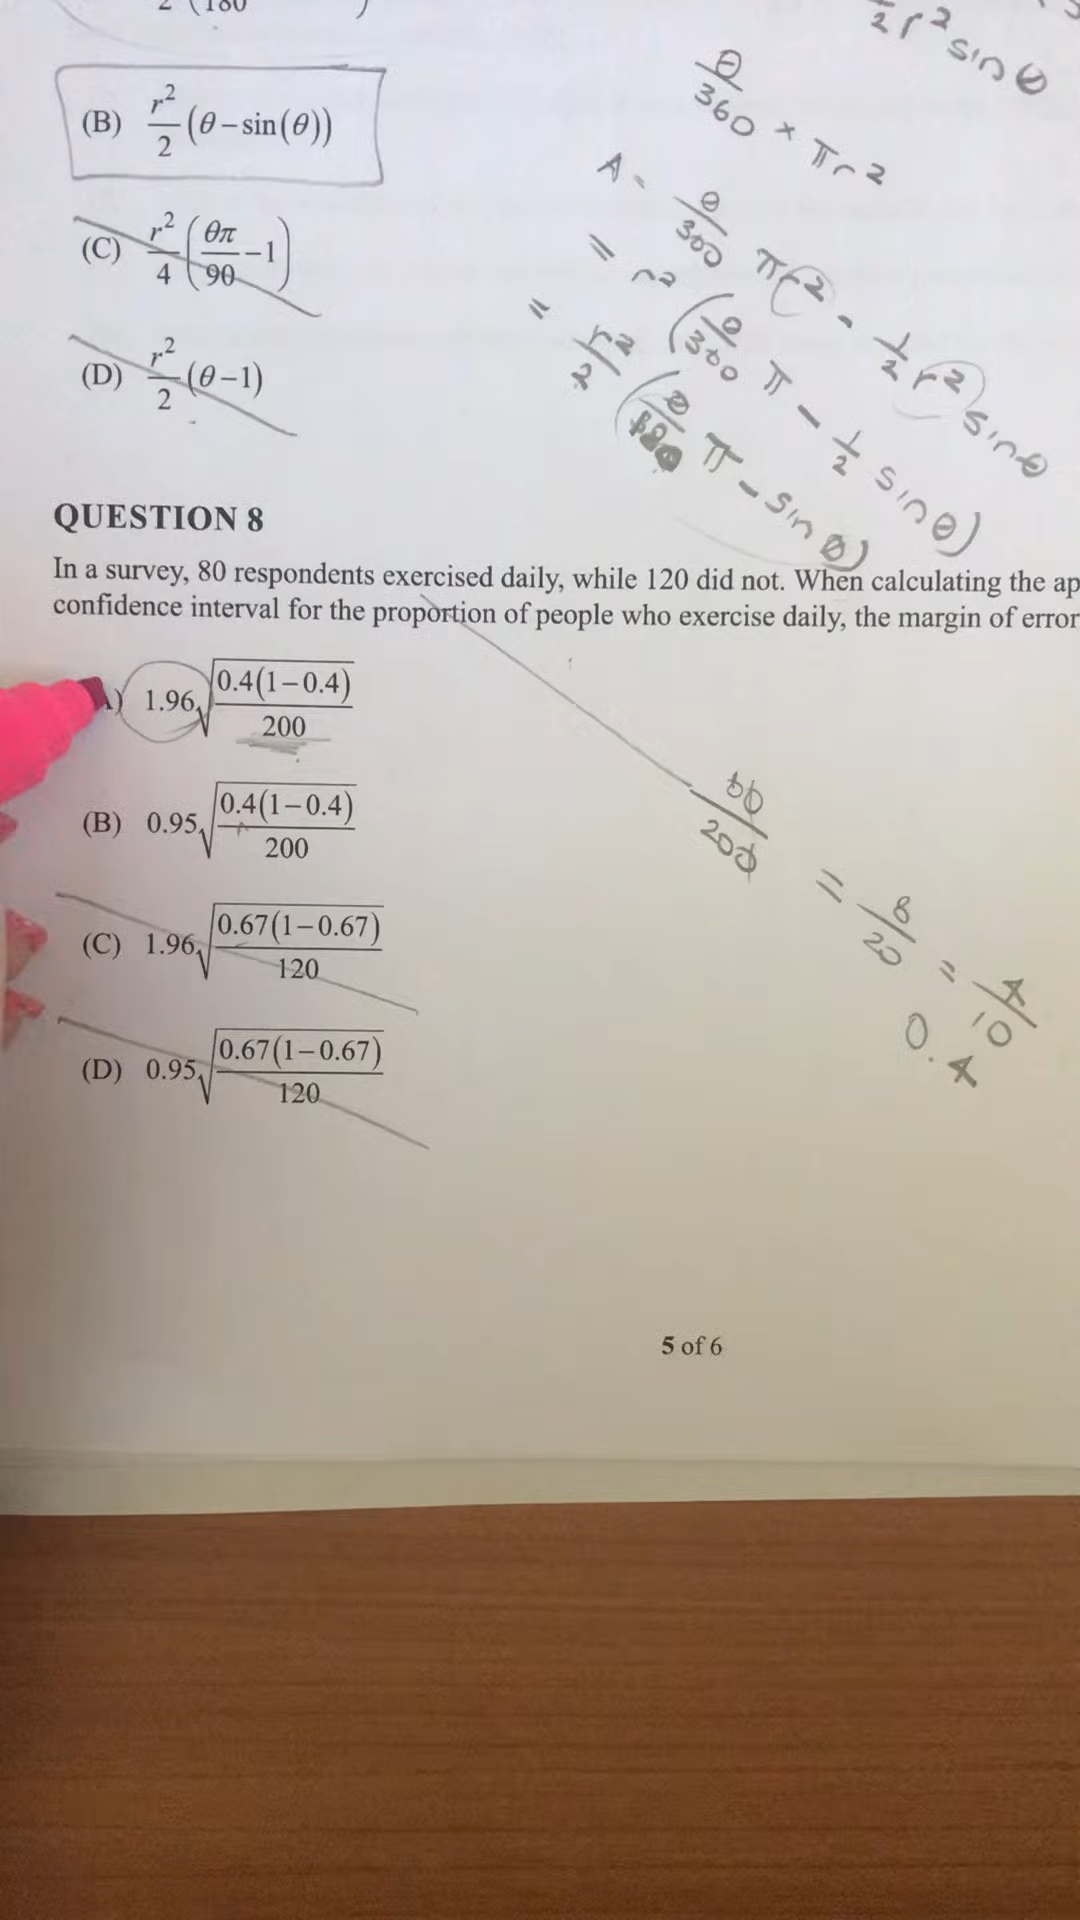 (B) r²/2 (θ − sin(θ))
(C) r²/4 (θπ/90 − 1)
(D) r²/2 (θ − 1)
½r² sin θ
θ/360 × πr²
A = θ/360 πr² - ½r² sinθ
= r² (θ/360 π - ½ sinθ)
= r²/2 (θ/180 π - sinθ)
QUESTION 8
In a survey, 80 respondents exercised daily, while 120 did not. When calculating the ap
confidence interval for the proportion of people who exercise daily, the margin of error
A) 1.96√(0.4(1−0.4)/200)
(B) 0.95√(0.4(1−0.4)/200)
(C) 1.96√(0.67(1−0.67)/120)
(D) 0.95√(0.67(1−0.67)/120)
80/200 = 8/20 = 4/10
0.4
5 of 6